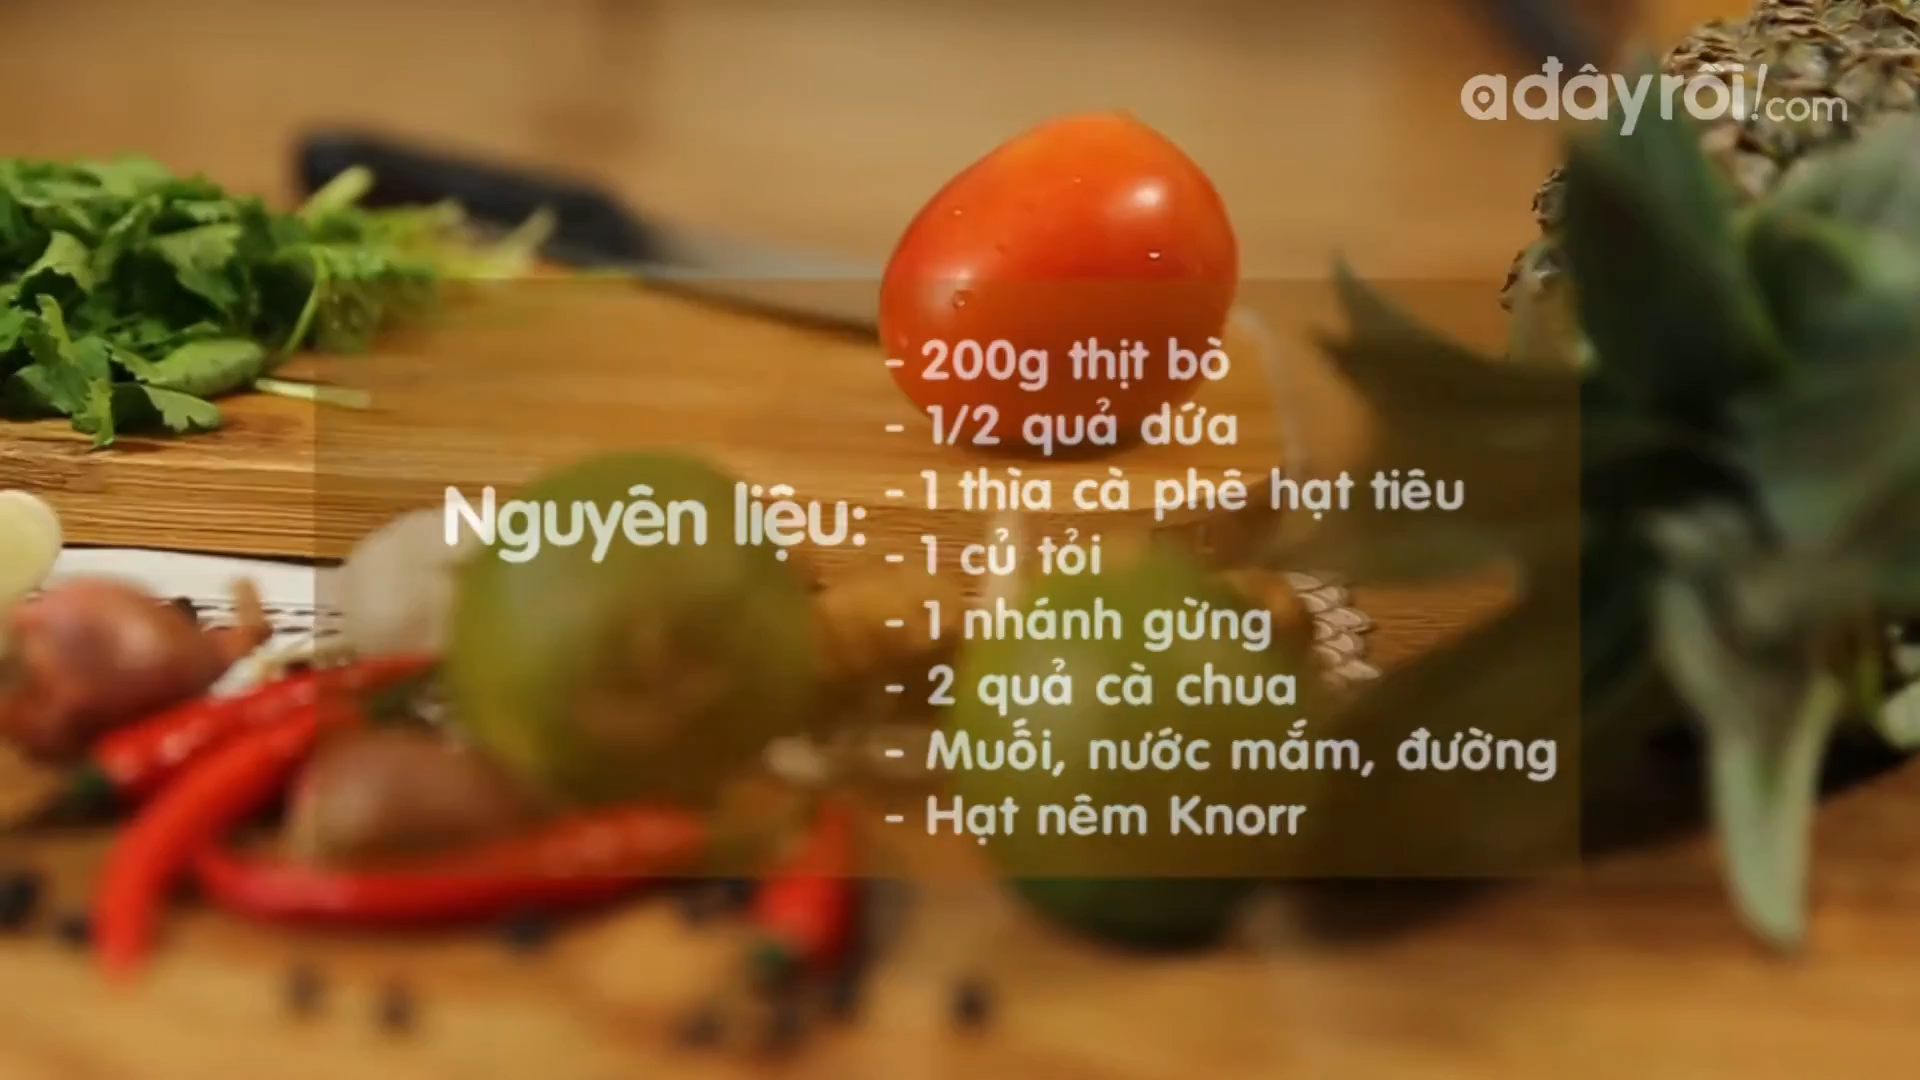 ađâyrồi!.com
Nguyên liệu:
- 200g thịt bò
- 1/2 quả dứa
- 1 thìa cà phê hạt tiêu
- 1 củ tỏi
- 1 nhánh gừng
- 2 quả cà chua
- Muối, nước mắm, đường
- Hạt nêm Knorr